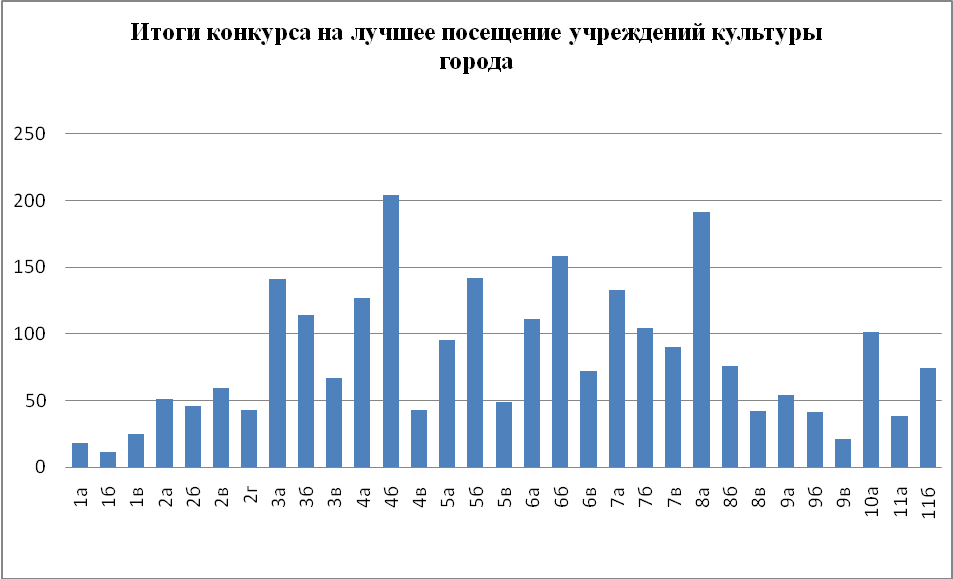 Итоги конкурса на лучшее посещение учреждений культуры
города
250
200
150
100
50
0
1а 1б 1в 2а 2б 2в 2г 3а 3б 3в 4а 4б 4в 5а 5б 5в 6а 6б 6в 7а 7б 7в 8а 8б 8в 9а 9б 9в 10а 11а 11б